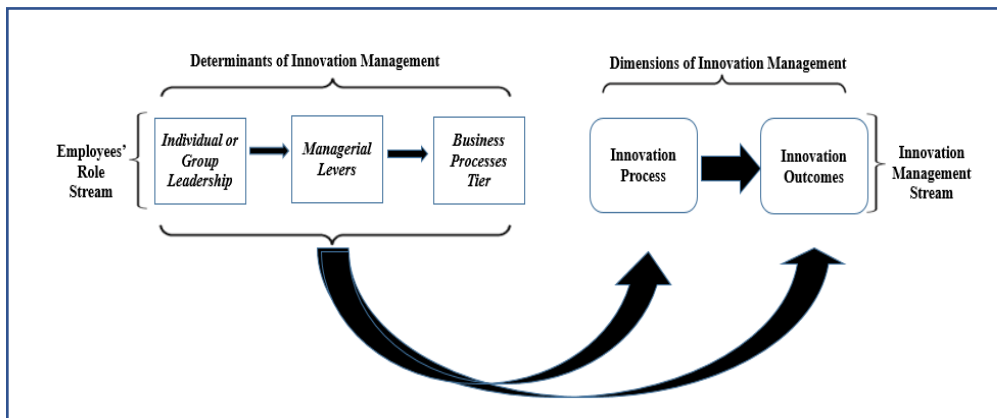 Determinants of Innovation Management
Dimensions of Innovation Management
Employees'
Role
Stream
Individual or
Group
Leadership
Managerial
Levers
Business
Processes
Tier
Innovation
Process
Innovation
Outcomes
Innovation
Management
Stream